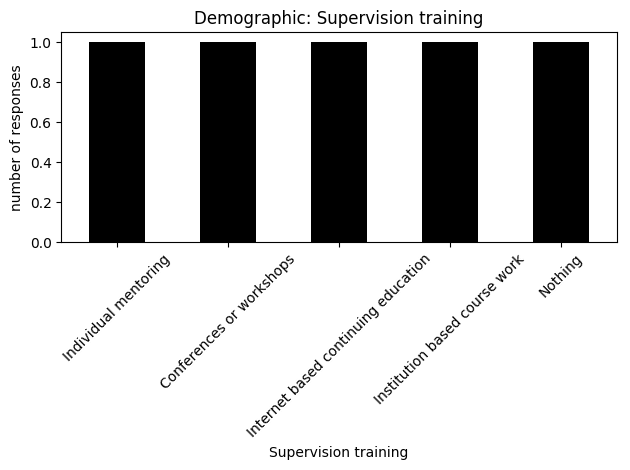 Demographic: Supervision training
number of responses
1.0
0.8
0.6
0.4
0.2
0.0
Individual mentoring
Conferences or workshops
Internet based continuing education
Institution based course work
Nothing
Supervision training